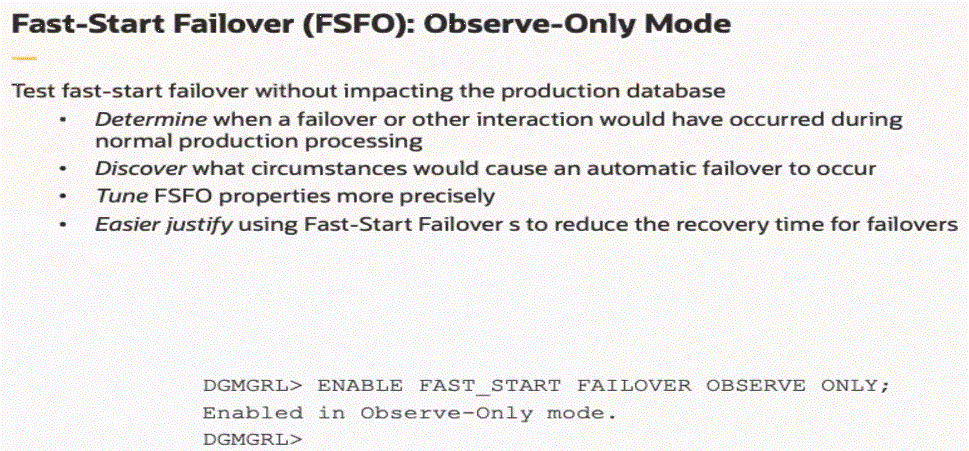 Fast-Start Failover (FSFO): Observe-Only Mode
Test fast-start failover without impacting the production database
• Determine when a failover or other interaction would have occurred during
normal production processing
• Discover what circumstances would cause an automatic failover to occur
• Tune FSFO properties more precisely
• Easier justify using Fast-Start Failover s to reduce the recovery time for failovers
DGMGRL> ENABLE FAST_START FAILOVER OBSERVE ONLY;
Enabled in Observe-Only mode.
DGMGRL>